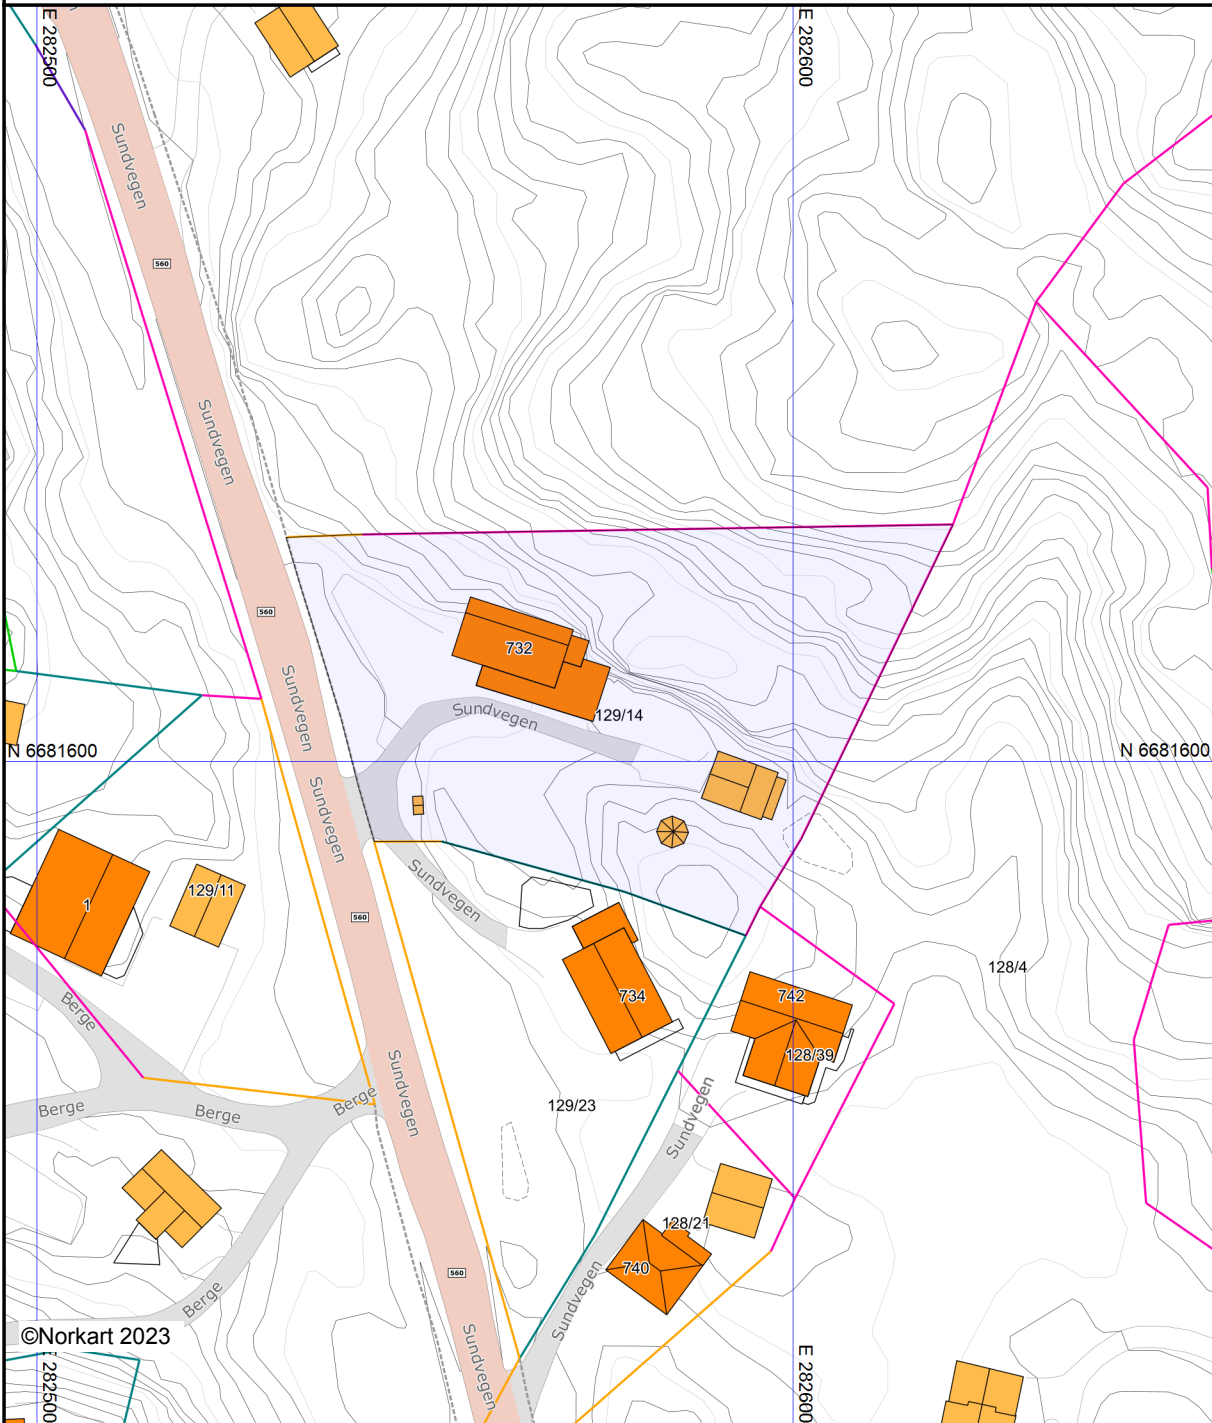 E 282500
E 282600
Sundvegen
560
Sundvegen
560
732
Sundvegen
Sundvegen
129/14
N 6681600
N 6681600
Sundvegen
129/11
1
Sundvegen
560
128/4
734
742
Berge
128/39
Sundvegen
Berge
Berge
Berge
129/23
Sundvegen
128/21
740
560
Berge
Sundvegen
©Norkart 2023
Sundvegen
E 282500
E 282600